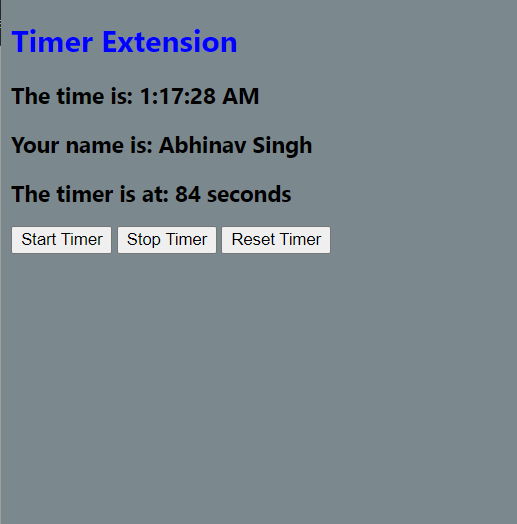 Timer Extension
The time is: 1:17:28 AM
Your name is: Abhinav Singh
The timer is at: 84 seconds
Start Timer Stop Timer Reset Timer